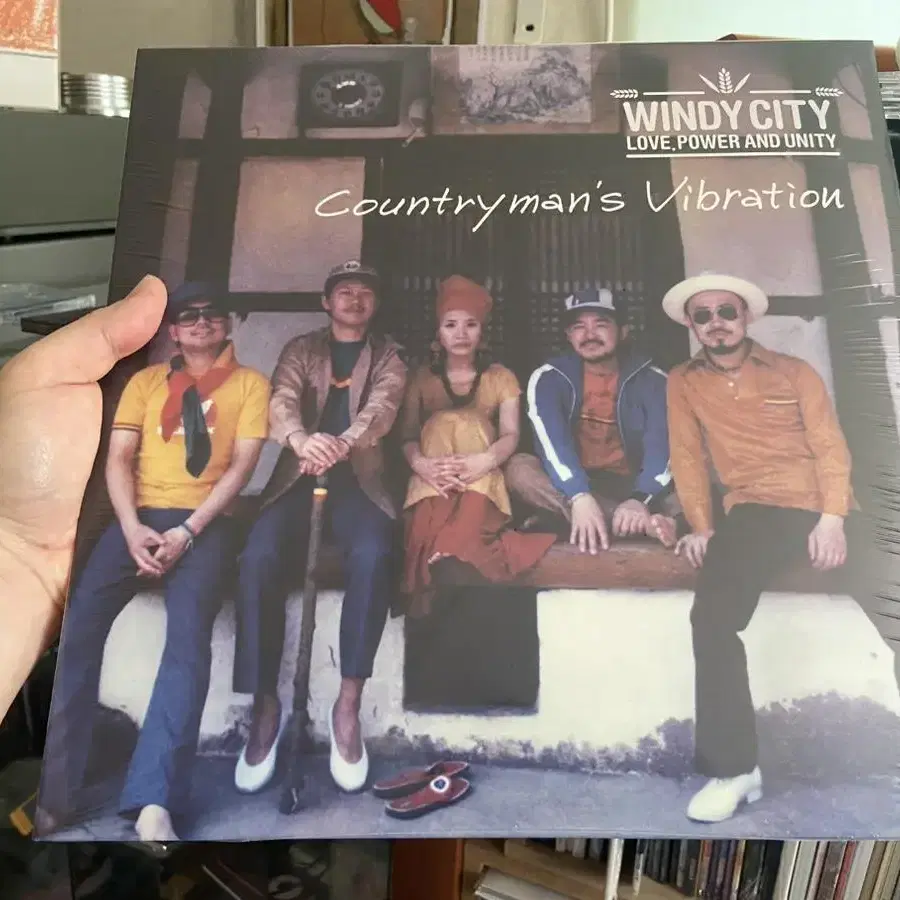 WINDY CITY
LOVE, POWER AND UNITY
Countryman's Vibration